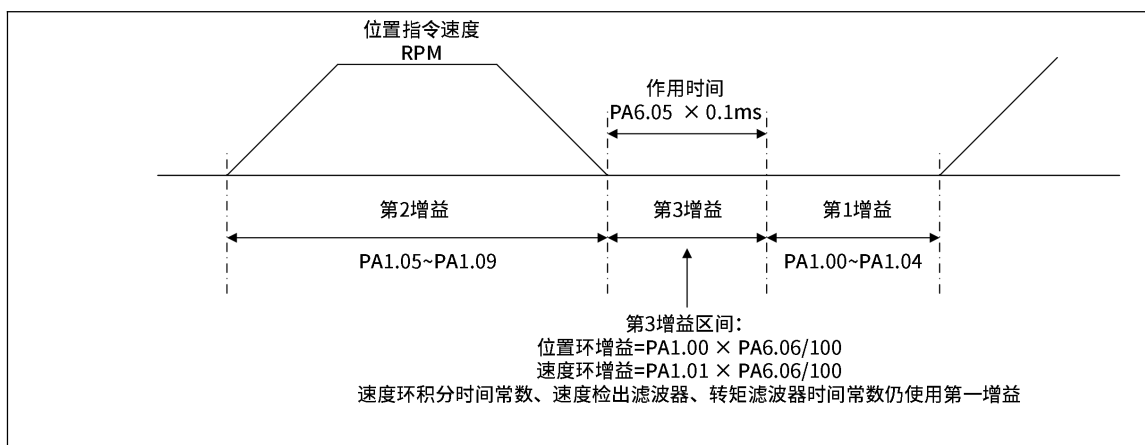 位置指令速度
RPM
作用时间
PA6.05 × 0.1ms
第2增益
第3增益
第1增益
PA1.05~PA1.09
PA1.00~PA1.04
第3增益区间：
位置环增益=PA1.00 × PA6.06/100
速度环增益=PA1.01 × PA6.06/100
速度环积分时间常数、速度检出滤波器、转矩滤波器时间常数仍使用第一增益